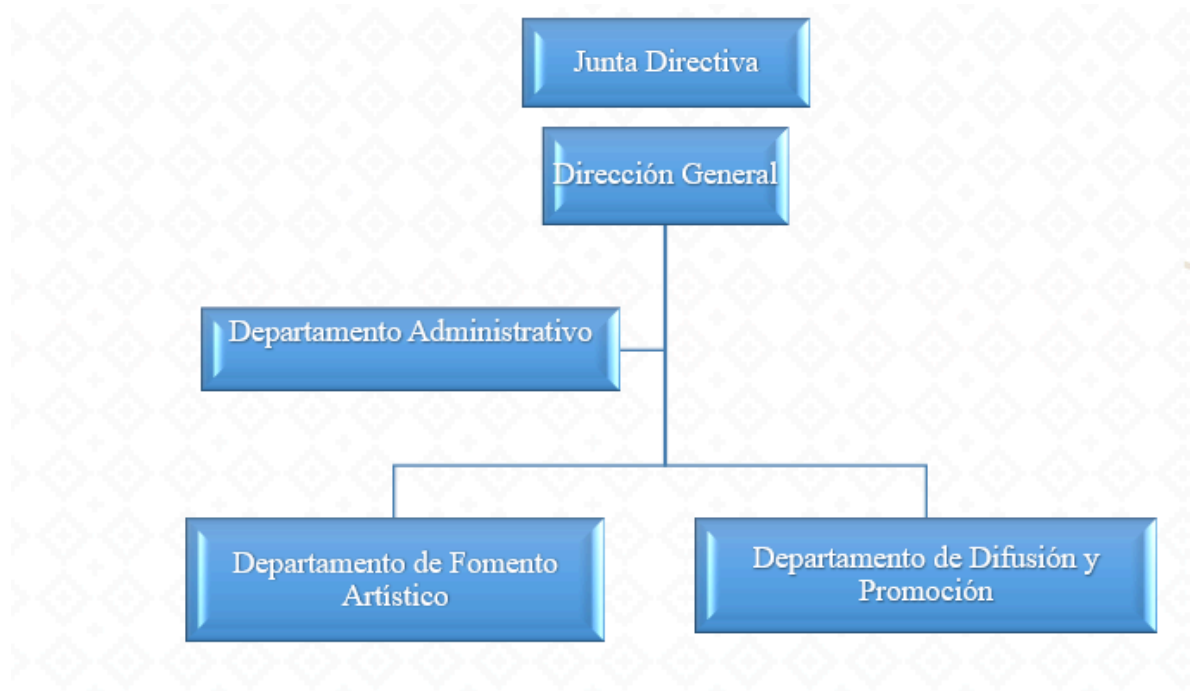 Junta Directiva
Dirección General
Departamento Administrativo
Departamento de Fomento
Artístico
Departamento de Difusión y
Promoción